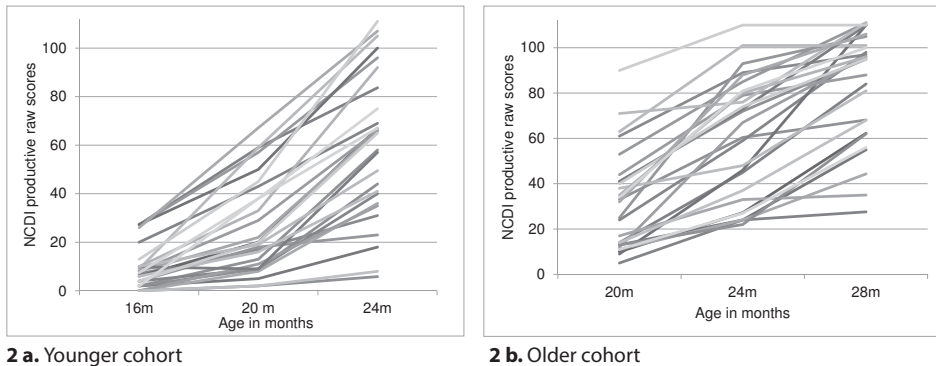 NCDI productive raw scores
100
80
60
40
20
0
16m
20 m
24m
Age in months
2 a. Younger cohort
NCDI productive raw scores
100
80
60
40
20
0
20m
24m
28m
Age in months
2 b. Older cohort